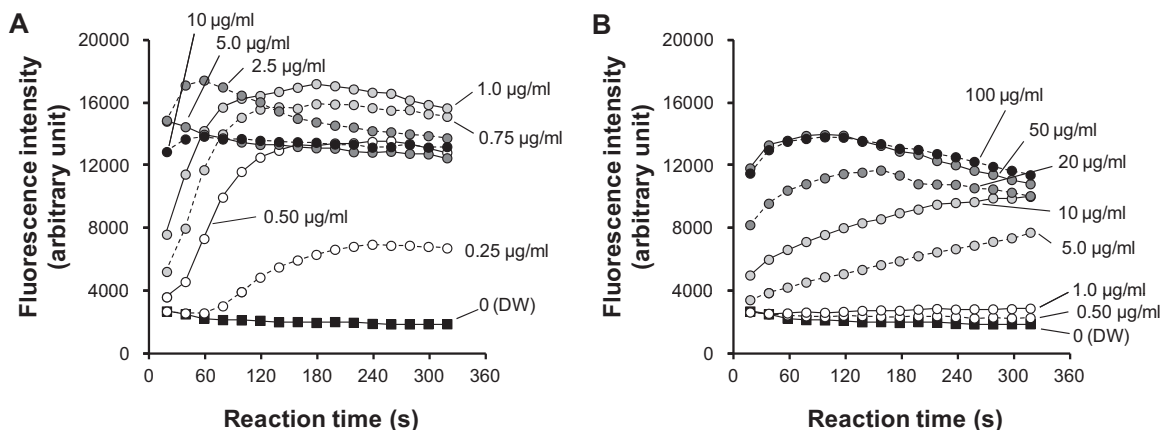 A
10 µg/ml
5.0 µg/ml
2.5 µg/ml
1.0 µg/ml
0.75 µg/ml
0.50 µg/ml
0.25 µg/ml
0 (DW)
Fluorescence intensity
(arbitrary unit)
20000
16000
12000
8000
4000
0
0 60 120 180 240 300 360
Reaction time (s)
B
100 µg/ml
50 µg/ml
20 µg/ml
10 µg/ml
5.0 µg/ml
1.0 µg/ml
0.50 µg/ml
0 (DW)
Fluorescence intensity
(arbitrary unit)
20000
16000
12000
8000
4000
0
0 60 120 180 240 300 360
Reaction time (s)